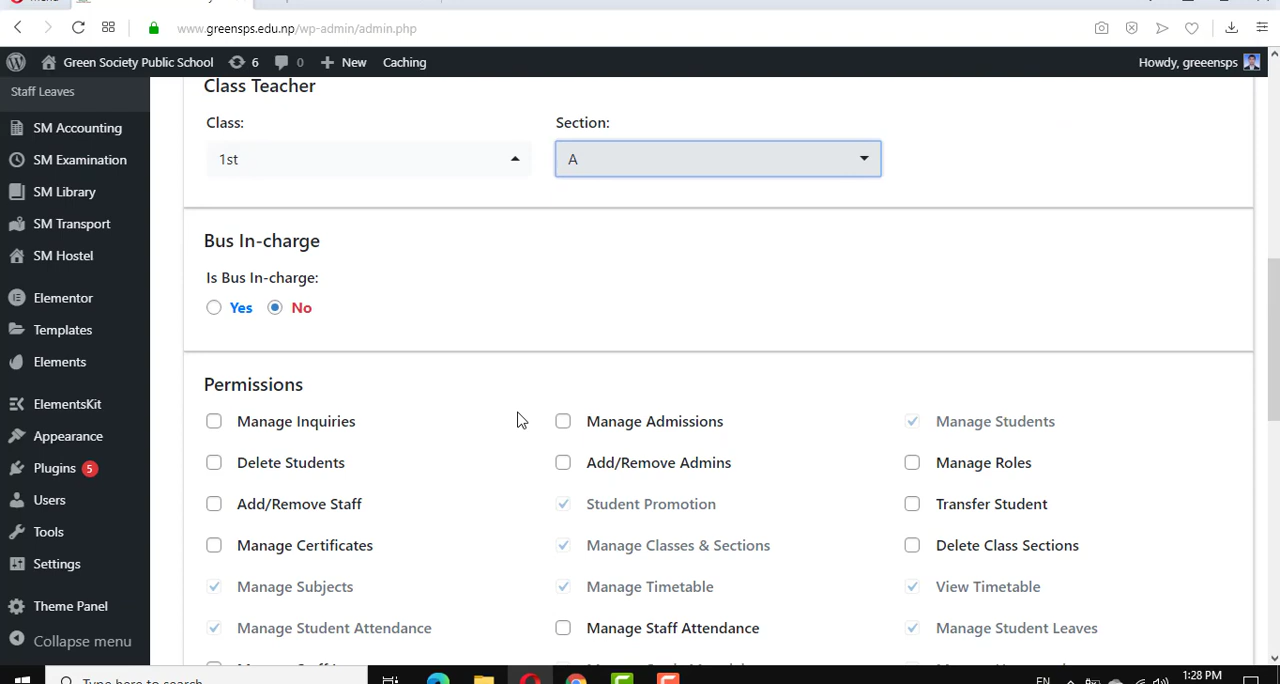 www.greensps.edu.np/wp-admin/admin.php
Green Society Public School 6 0 New Caching Howdy, greeensps
Staff Leaves
SM Accounting
SM Examination
SM Library
SM Transport
SM Hostel
Elementor
Templates
Elements
ElementsKit
Appearance
Plugins 5
Users
Tools
Settings
Theme Panel
Collapse menu
Class Teacher
Class: Section:
1st A
Bus In-charge
Is Bus In-charge:
Yes No
Permissions
Manage Inquiries Manage Admissions Manage Students
Delete Students Add/Remove Admins Manage Roles
Add/Remove Staff Student Promotion Transfer Student
Manage Certificates Manage Classes & Sections Delete Class Sections
Manage Subjects Manage Timetable View Timetable
Manage Student Attendance Manage Staff Attendance Manage Student Leaves
Type here to search
EN 1:28 PM